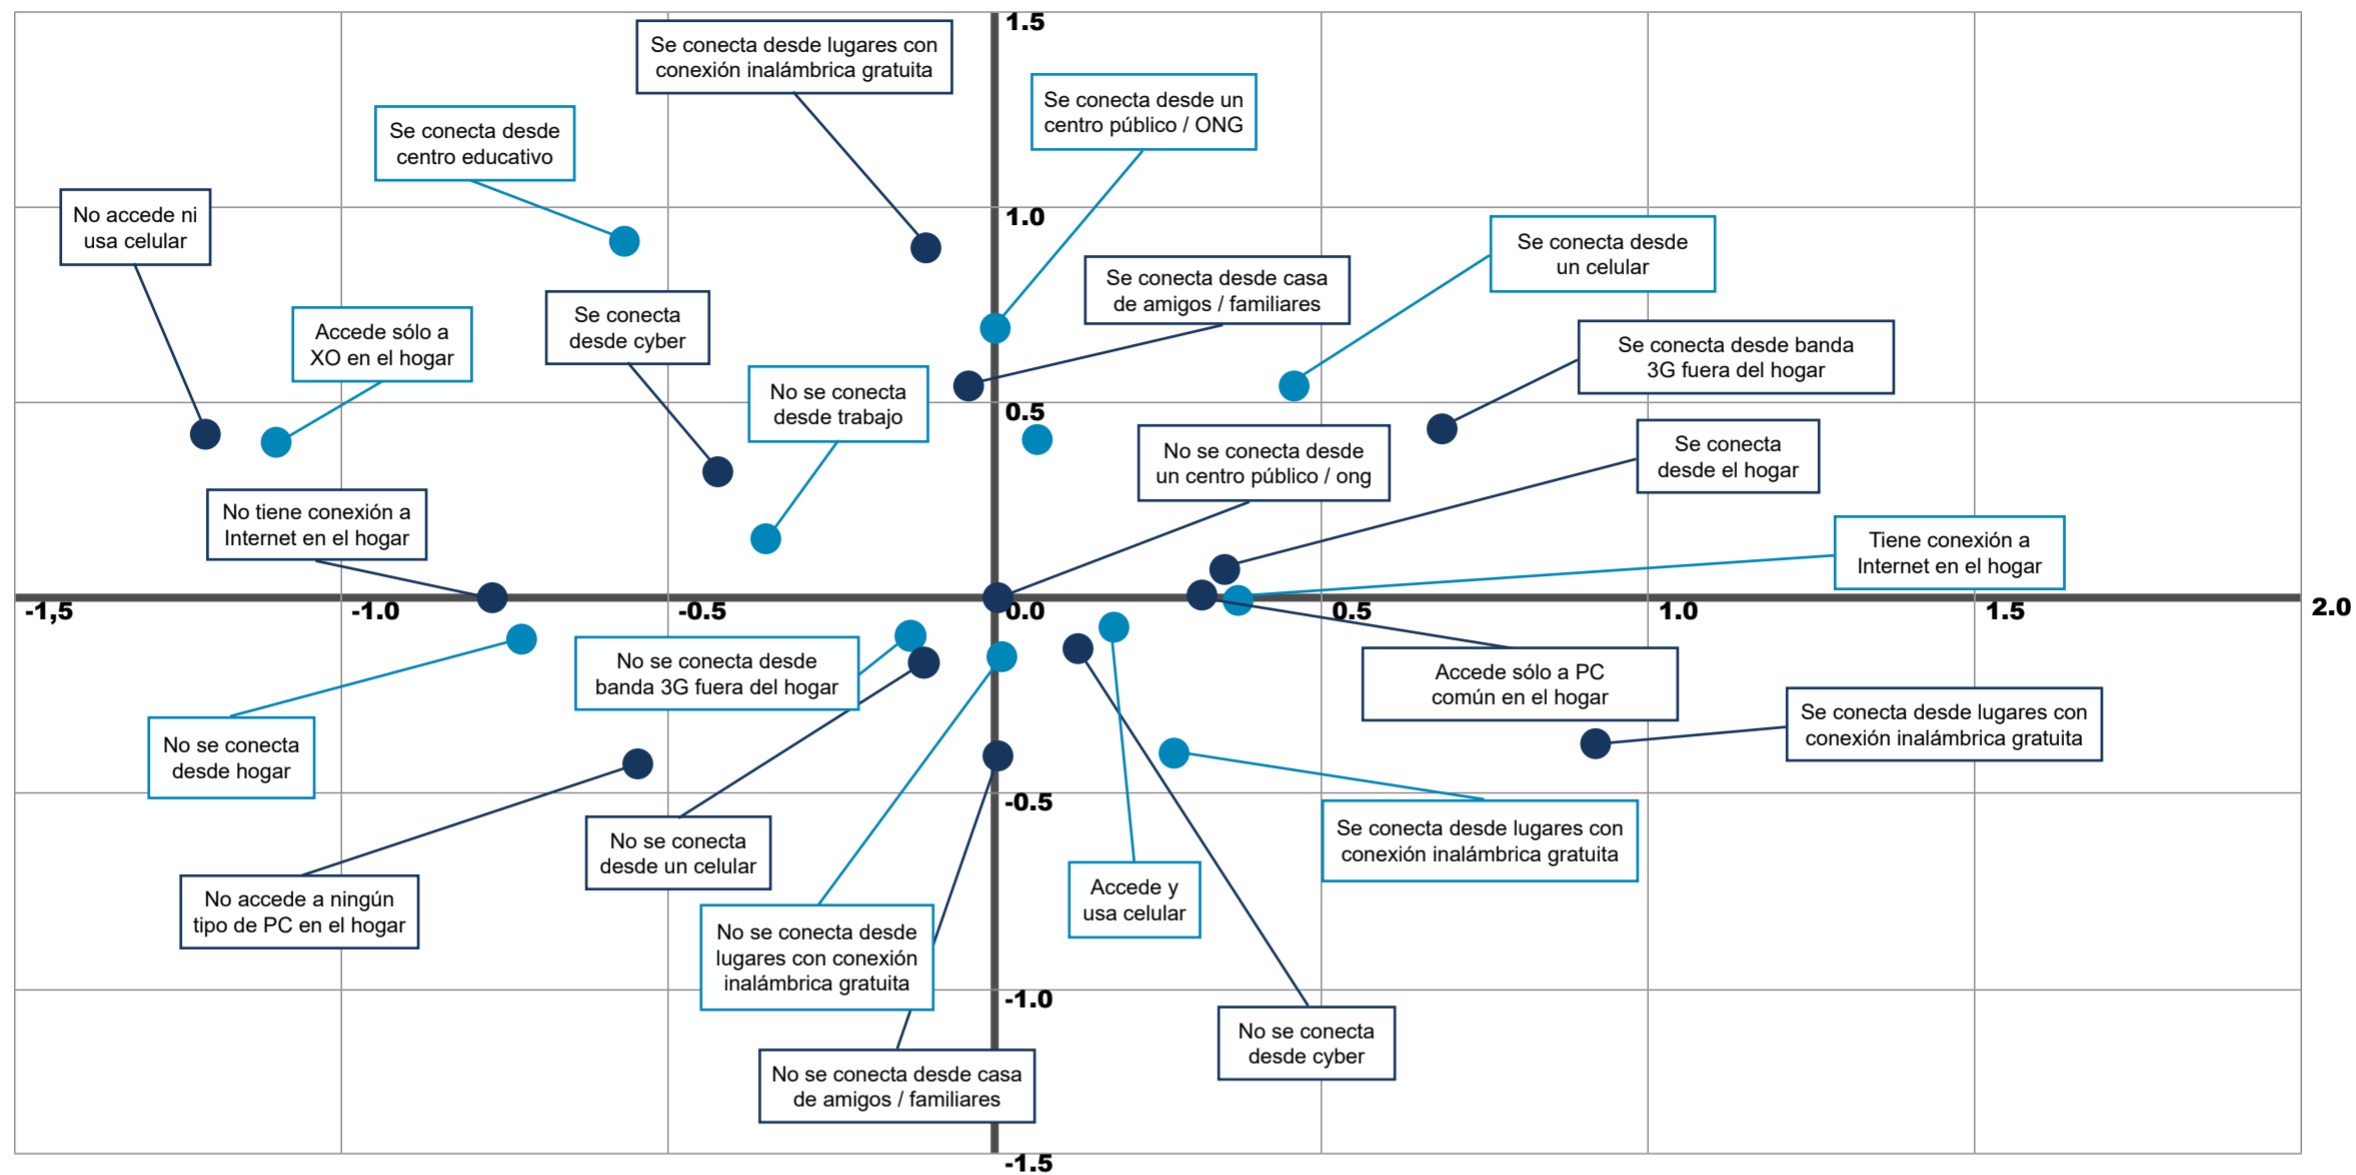 1.5
Se conecta desde lugares con
conexión inalámbrica gratuita
Se conecta desde un
centro público / ONG
Se conecta desde
centro educativo
No accede ni
usa celular
1.0
Se conecta desde
un celular
Se conecta desde casa
de amigos / familiares
Accede sólo a
XO en el hogar
Se conecta
desde cyber
Se conecta desde banda
3G fuera del hogar
No se conecta
desde trabajo
0.5
No se conecta desde
un centro público / ong
Se conecta
desde el hogar
No tiene conexión a
Internet en el hogar
Tiene conexión a
Internet en el hogar
-1,5
-1.0
-0.5
0.0
0.5
1.0
1.5
2.0
No se conecta desde
banda 3G fuera del hogar
Accede sólo a PC
común en el hogar
Se conecta desde lugares con
conexión inalámbrica gratuita
No se conecta
desde hogar
-0.5
No se conecta
desde un celular
Se conecta desde lugares con
conexión inalámbrica gratuita
Accede y
usa celular
No accede a ningún
tipo de PC en el hogar
No se conecta desde
lugares con conexión
inalámbrica gratuita
-1.0
No se conecta
desde cyber
No se conecta desde casa
de amigos / familiares
-1.5